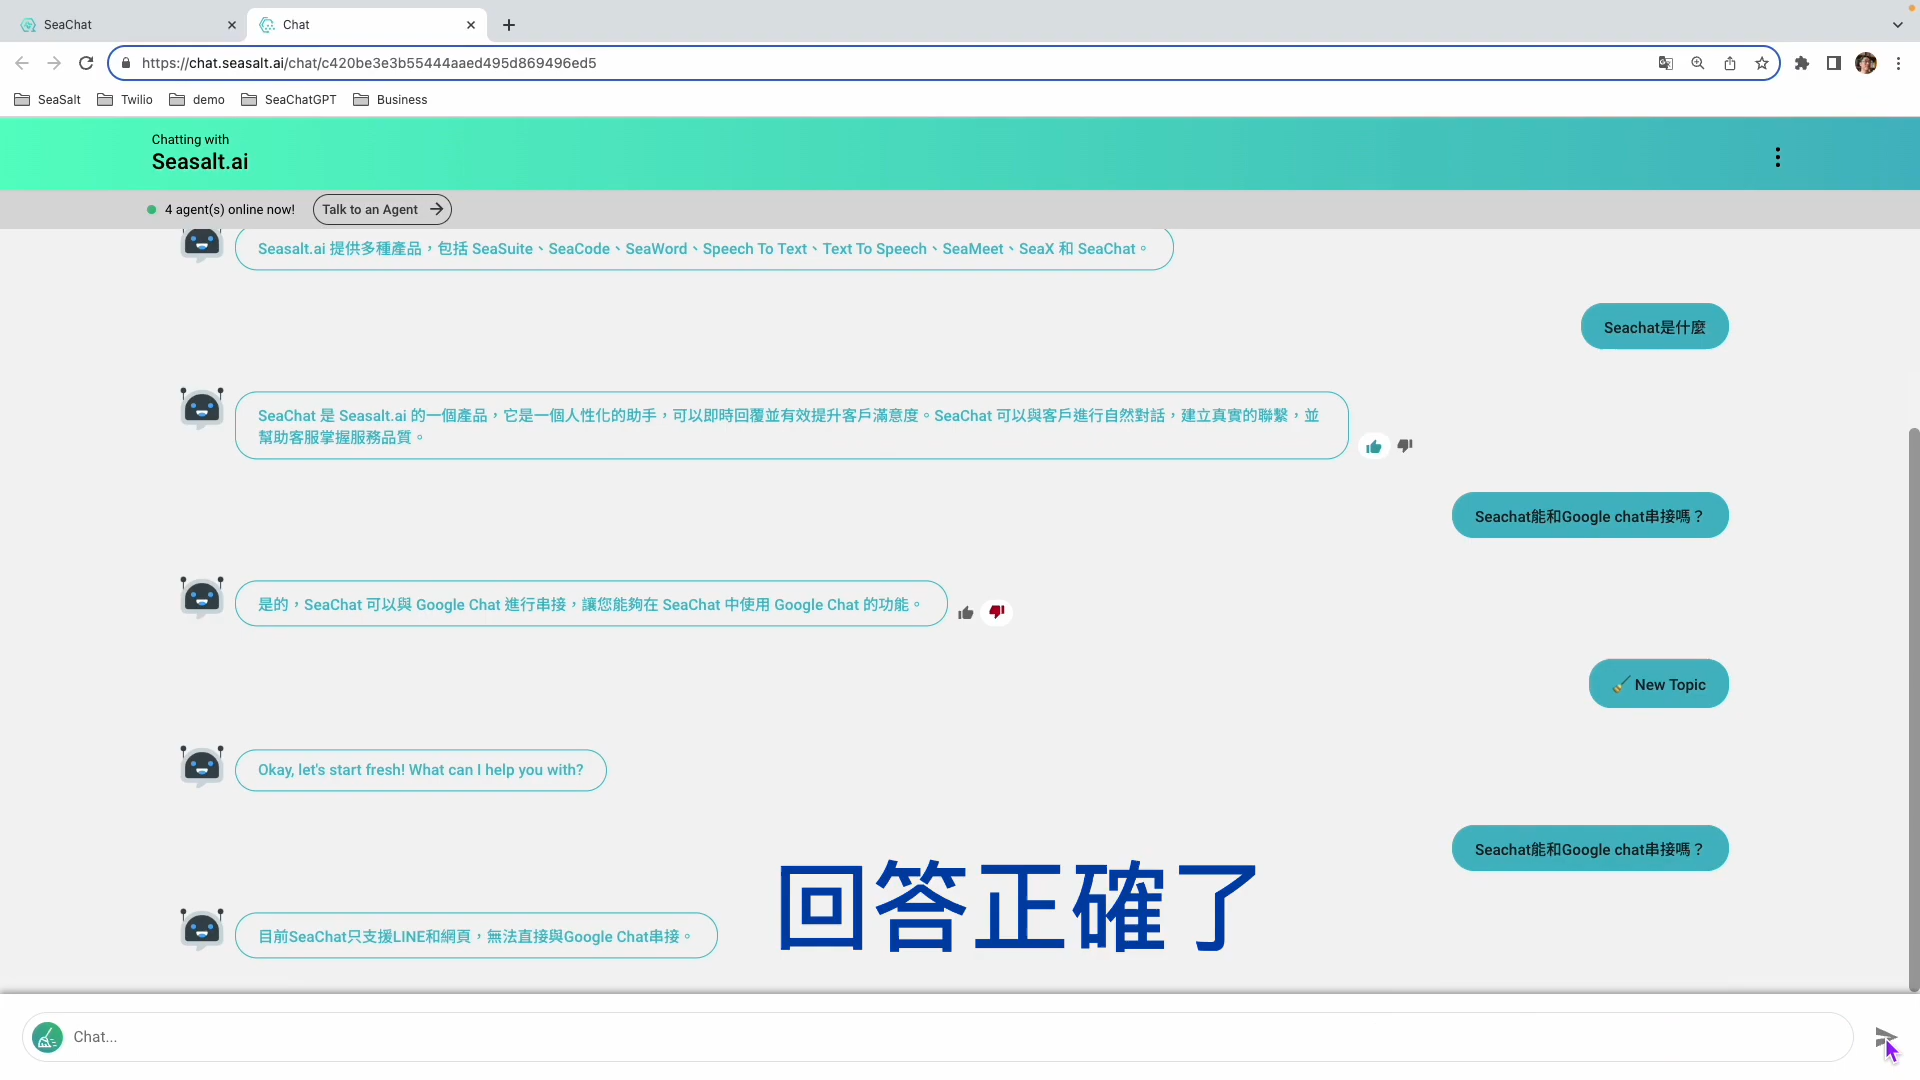 SeaChat
Chat
https://chat.seasalt.ai/chat/c420be3e3b55444aaed495d869496ed5
SeaSalt
Twilio
demo
SeaChatGPT
Business
Chatting with
Seasalt.ai
4 agent(s) online now!
Talk to an Agent
Seasalt.ai 提供多種產品，包括 SeaSuite、SeaCode、SeaWord、Speech To Text、Text To Speech、SeaMeet、SeaX 和 SeaChat。
Seachat是什麼
SeaChat 是 Seasalt.ai 的一個產品，它是一個人性化的助手，可以即時回覆並有效提升客戶滿意度。SeaChat 可以與客戶進行自然對話，建立真實的聯繫，並
幫助客服掌握服務品質。
Seachat能和Google chat串接嗎？
是的，SeaChat 可以與 Google Chat 進行串接，讓您能夠在 SeaChat 中使用 Google Chat 的功能。
🧹 New Topic
Okay, let's start fresh! What can I help you with?
Seachat能和Google chat串接嗎？
回答正確了
目前SeaChat只支援LINE和網頁，無法直接與Google Chat串接。
Chat...